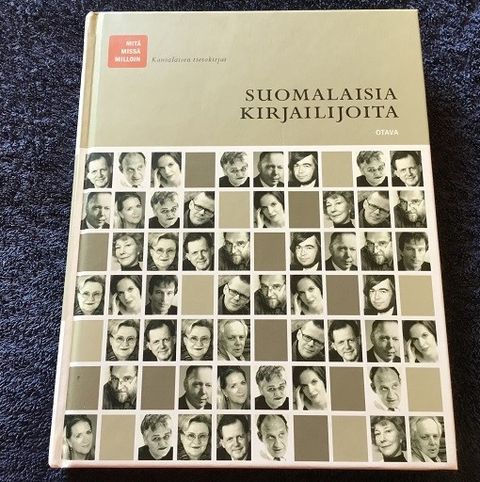 MITÄ
MISSÄ
MILLOIN
Kansalaisen tietokirjat
SUOMALAISIA
KIRJAILIJOITA
OTAVA